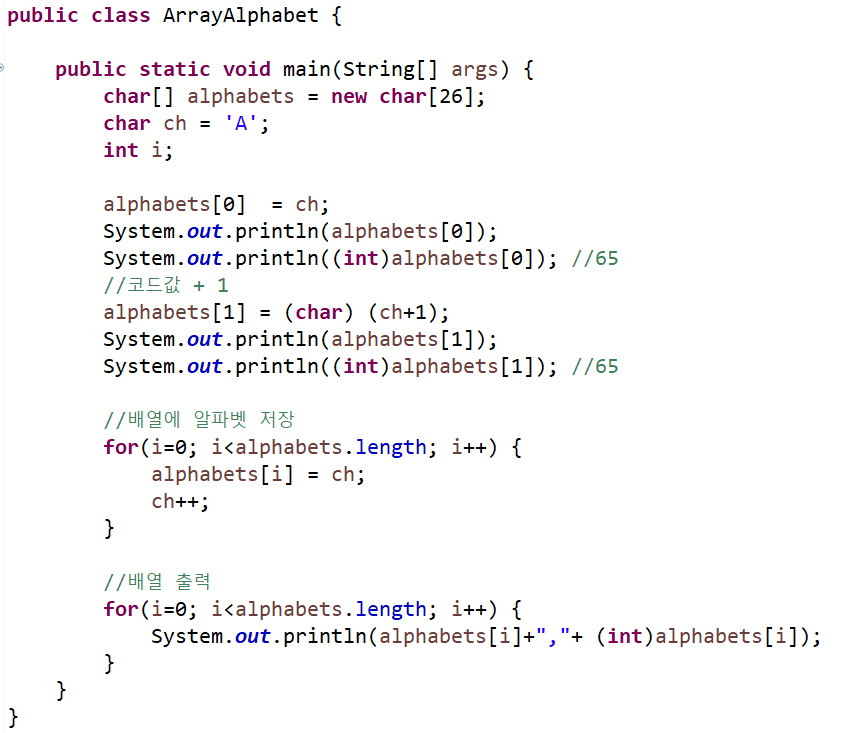 public class ArrayAlphabet {
public static void main(String[] args) {
char[] alphabets = new char[26];
char ch = 'A';
int i;
alphabets[0]  = ch;
System.out.println(alphabets[0]);
System.out.println((int)alphabets[0]); //65
//코드값 + 1
alphabets[1] = (char) (ch+1);
System.out.println(alphabets[1]);
System.out.println((int)alphabets[1]); //65
//배열에 알파벳 저장
for(i=0; i<alphabets.length; i++) {
alphabets[i] = ch;
ch++;
}
//배열 출력
for(i=0; i<alphabets.length; i++) {
System.out.println(alphabets[i]+","+ (int)alphabets[i]);
}
}
}